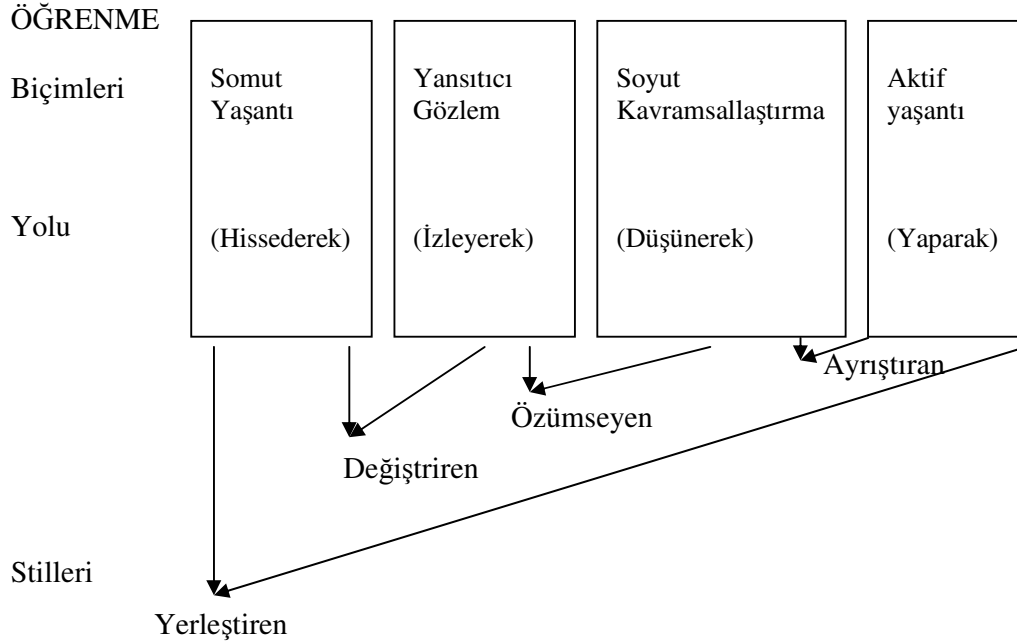 ÖĞRENME
Biçimleri
Somut
Yaşantı
Yansıtıcı
Gözlem
Soyut
Kavramsallaştırma
Aktif
yaşantı
Yolu
(Hissederek)
(İzleyerek)
(Düşünerek)
(Yaparak)
Ayrıştıran
Özümseyen
Değiştriren
Stilleri
Yerleştiren